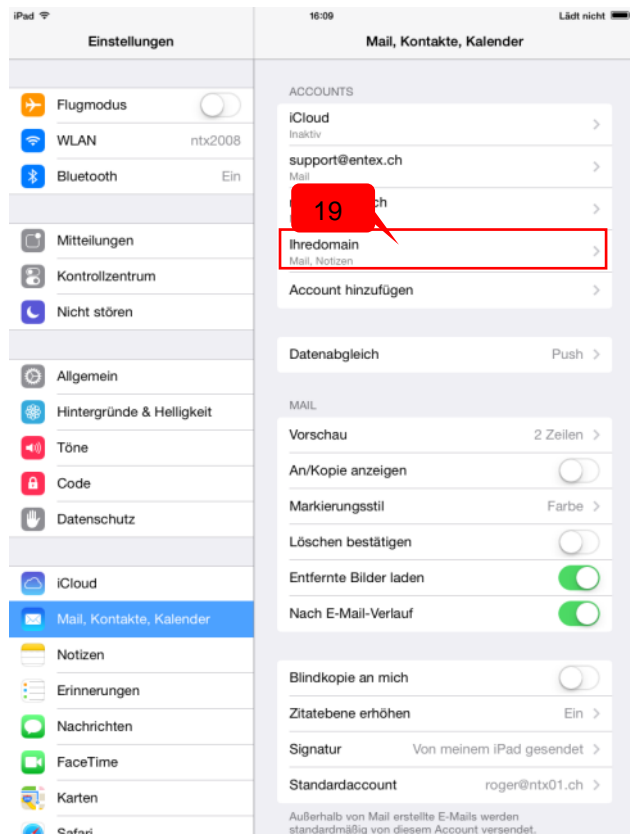 iPad 16:09 Lädt nicht
Einstellungen
Mail, Kontakte, Kalender
Flugmodus
WLAN ntx2008
Bluetooth Ein
Mitteilungen
Kontrollzentrum
Nicht stören
Allgemein
Hintergründe & Helligkeit
Töne
Code
Datenschutz
iCloud
Mail, Kontakte, Kalender
Notizen
Erinnerungen
Nachrichten
FaceTime
Karten
Safari
ACCOUNTS
iCloud
Inaktiv
support@entex.ch
Mail
ch
19
Ihredomain
Mail, Notizen
Account hinzufügen
Datenabgleich Push
MAIL
Vorschau 2 Zeilen
An/Kopie anzeigen
Markierungsstil Farbe
Löschen bestätigen
Entfernte Bilder laden
Nach E-Mail-Verlauf
Blindkopie an mich
Zitatebene erhöhen Ein
Signatur Von meinem iPad gesendet
Standardaccount roger@ntx01.ch
Außerhalb von Mail erstellte E-Mails werden
standardmäßig von diesem Account versendet.